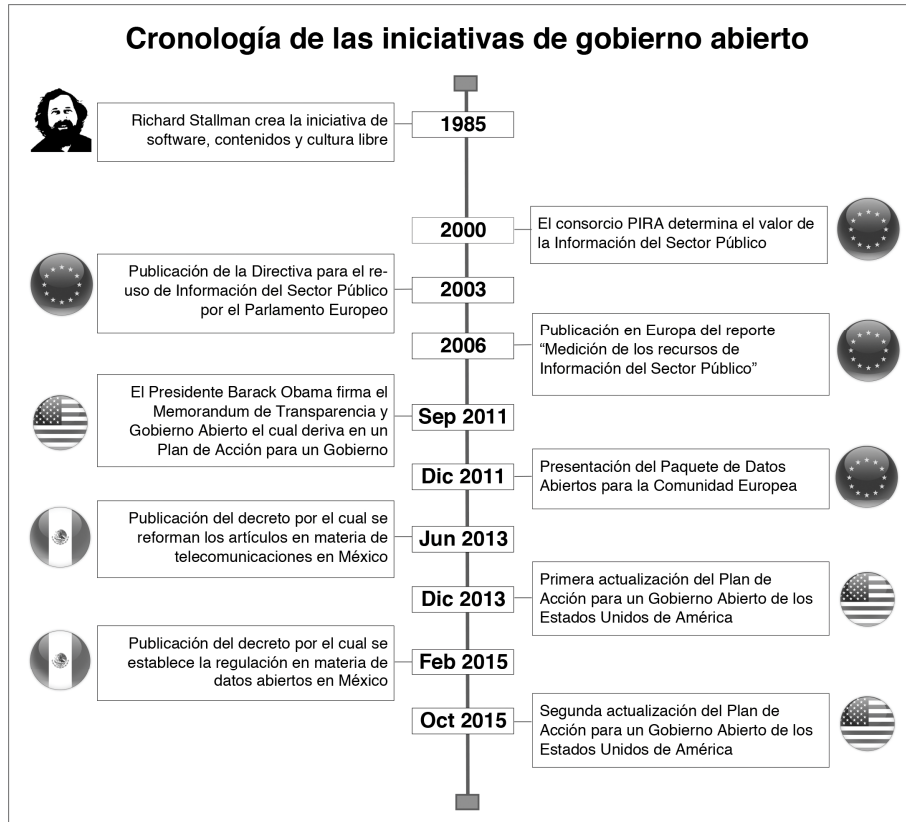 Cronología de las iniciativas de gobierno abierto
Richard Stallman crea la iniciativa de
software, contenidos y cultura libre
1985
2000
El consorcio PIRA determina el valor de
la Información del Sector Público
Publicación de la Directiva para el re-
uso de Información del Sector Público
por el Parlamento Europeo
2003
2006
Publicación en Europa del reporte
“Medición de los recursos de
Información del Sector Público”
El Presidente Barack Obama firma el
Memorandum de Transparencia y
Gobierno Abierto el cual deriva en un
Plan de Acción para un Gobierno
Sep 2011
Dic 2011
Presentación del Paquete de Datos
Abiertos para la Comunidad Europea
Publicación del decreto por el cual se
reforman los artículos en materia de
telecomunicaciones en México
Jun 2013
Dic 2013
Primera actualización del Plan de
Acción para un Gobierno Abierto de los
Estados Unidos de América
Publicación del decreto por el cual se
establece la regulación en materia de
datos abiertos en México
Feb 2015
Oct 2015
Segunda actualización del Plan de
Acción para un Gobierno Abierto de los
Estados Unidos de América